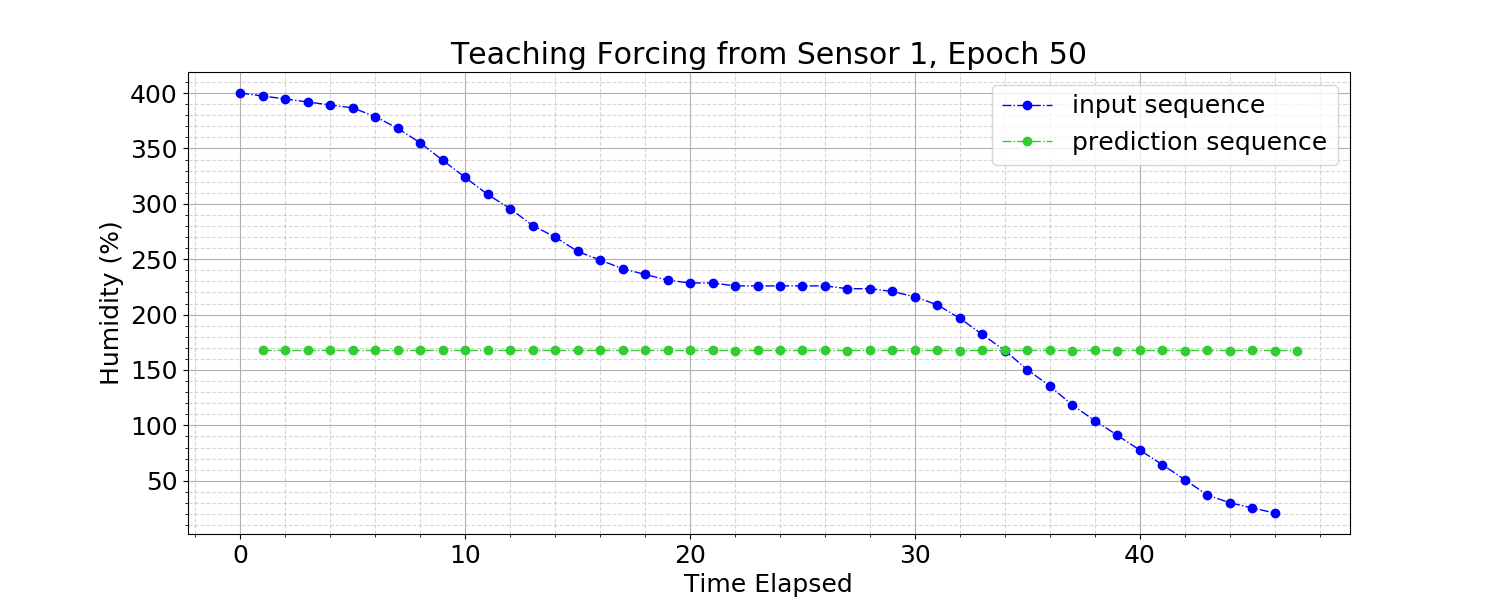 Teaching Forcing from Sensor 1, Epoch 50
input sequence
prediction sequence
Humidity (%)
400
350
300
250
200
150
100
50
0 10 20 30 40
Time Elapsed